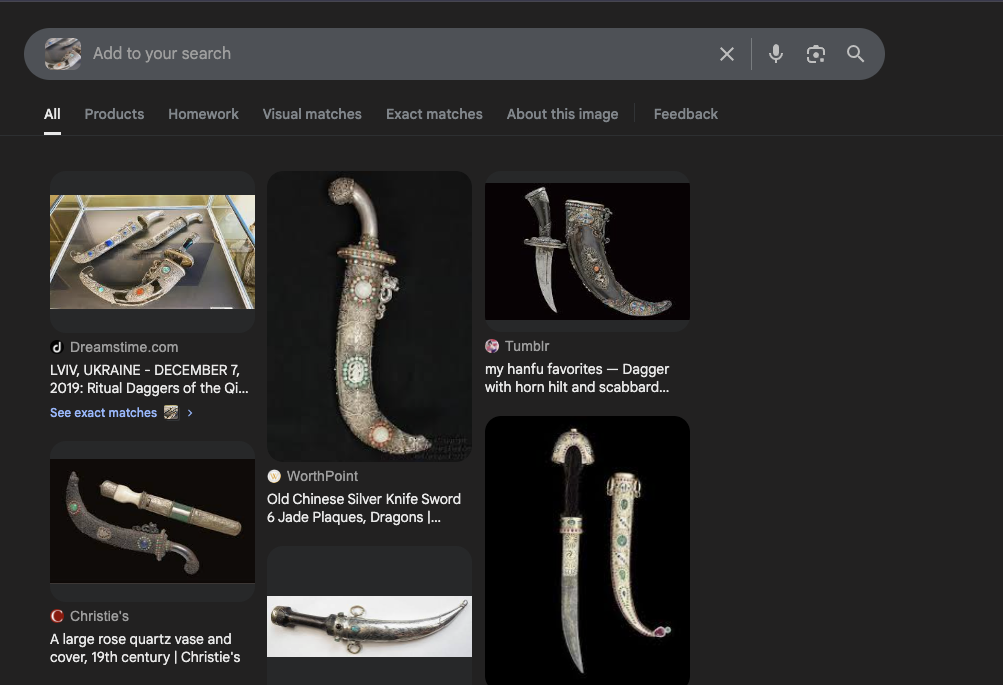 Add to your search
All
Products
Homework
Visual matches
Exact matches
About this image
Feedback
Dreamstime.com
LVIV, UKRAINE - DECEMBER 7,
2019: Ritual Daggers of the Qi...
See exact matches
Christie's
A large rose quartz vase and
cover, 19th century | Christie's
WorthPoint
Old Chinese Silver Knife Sword
6 Jade Plaques, Dragons |...
Tumblr
my hanfu favorites — Dagger
with horn hilt and scabbard...